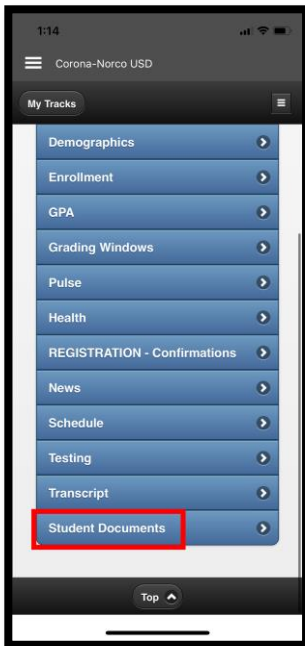 1:14
Corona-Norco USD
My Tracks
Demographics
Enrollment
GPA
Grading Windows
Pulse
Health
REGISTRATION - Confirmations
News
Schedule
Testing
Transcript
Student Documents
Top